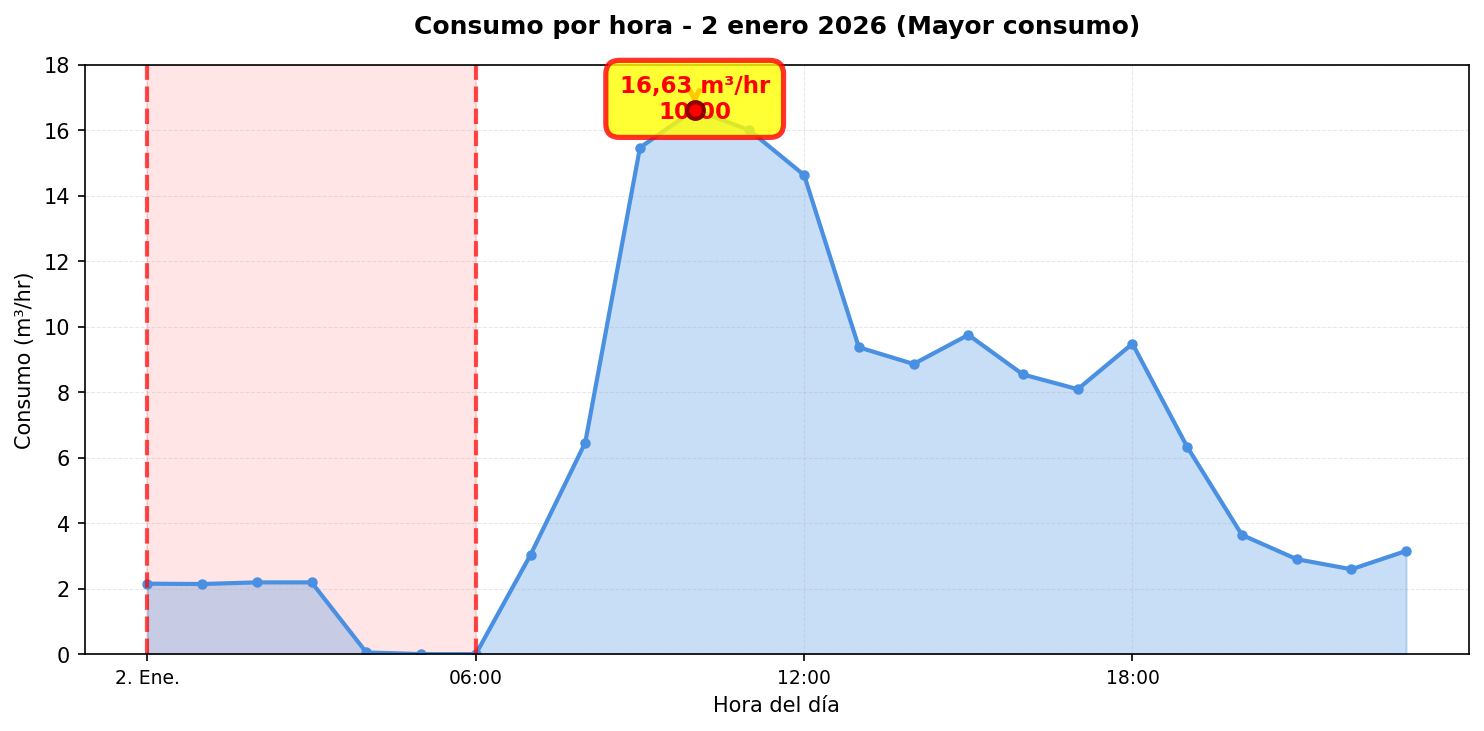 Consumo por hora - 2 enero 2026 (Mayor consumo)
16,63 m³/hr
10:00
Consumo (m³/hr)
18
16
14
12
10
8
6
4
2
0
2. Ene.
06:00
12:00
18:00
Hora del día